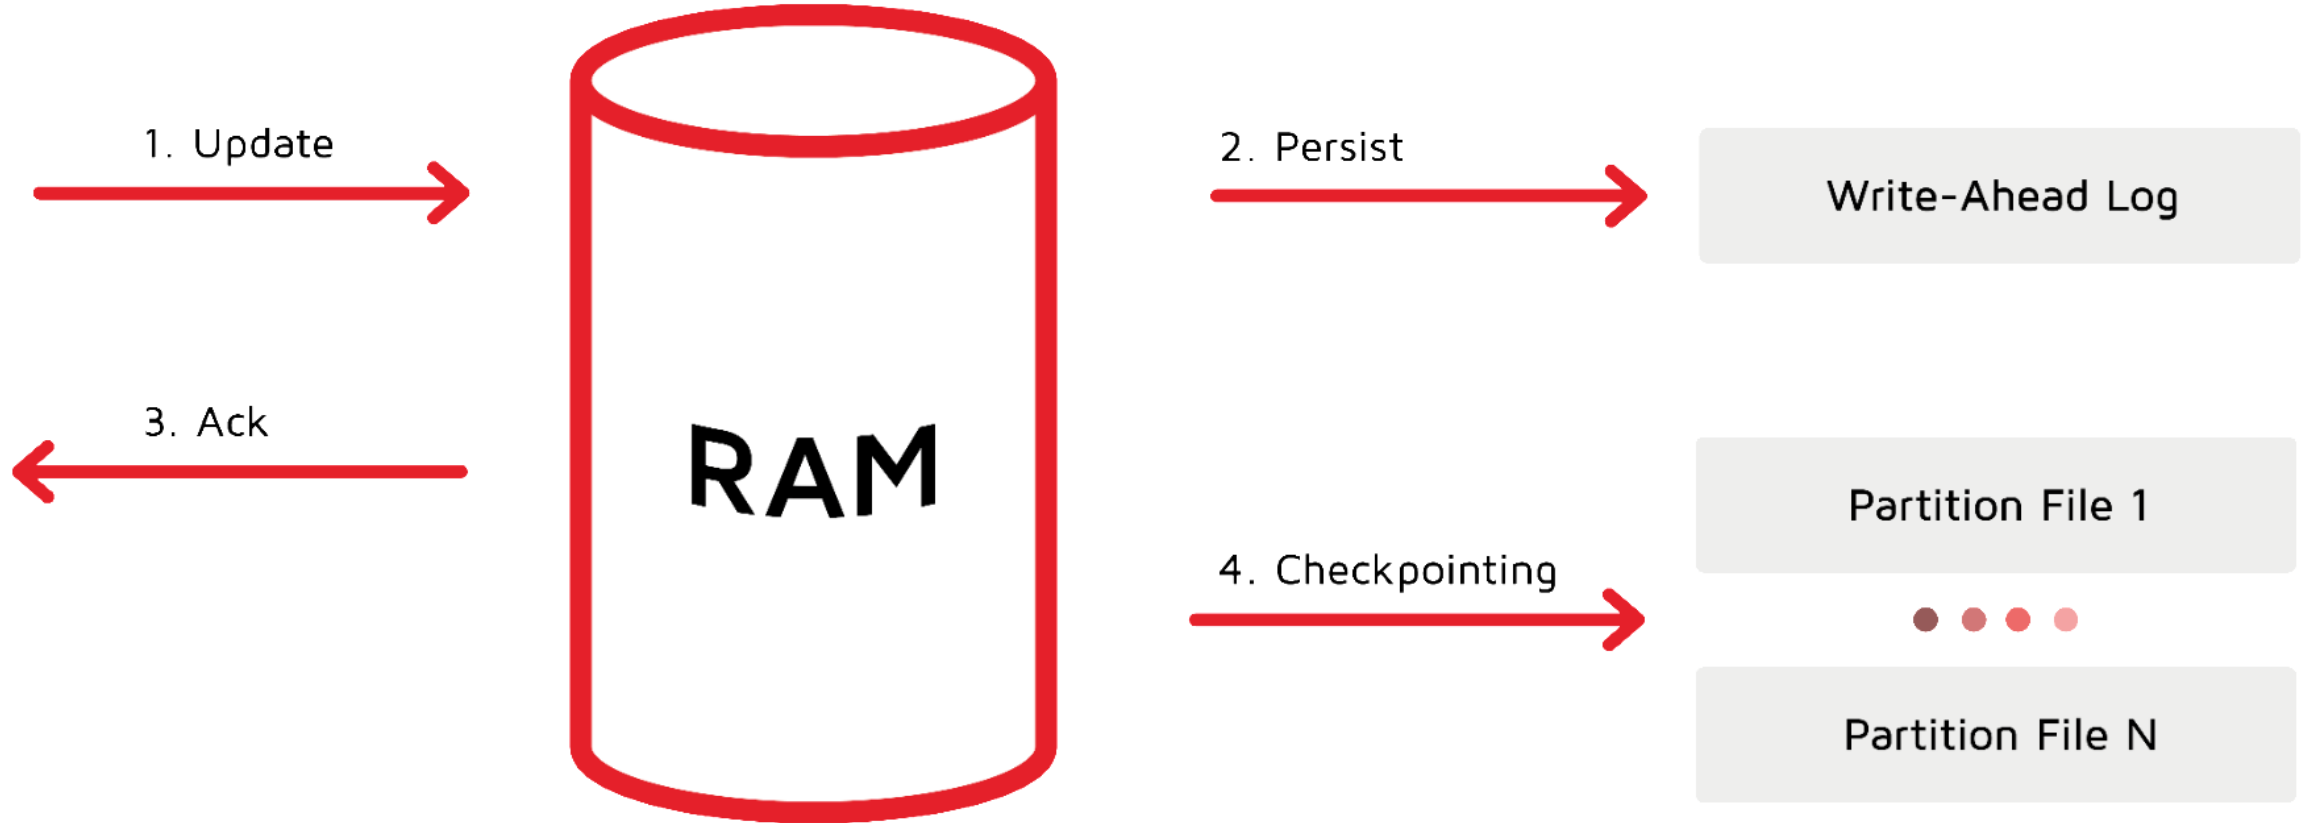 1. Update
2. Persist
Write-Ahead Log
3. Ack
RAM
Partition File 1
4. Checkpointing
Partition File N